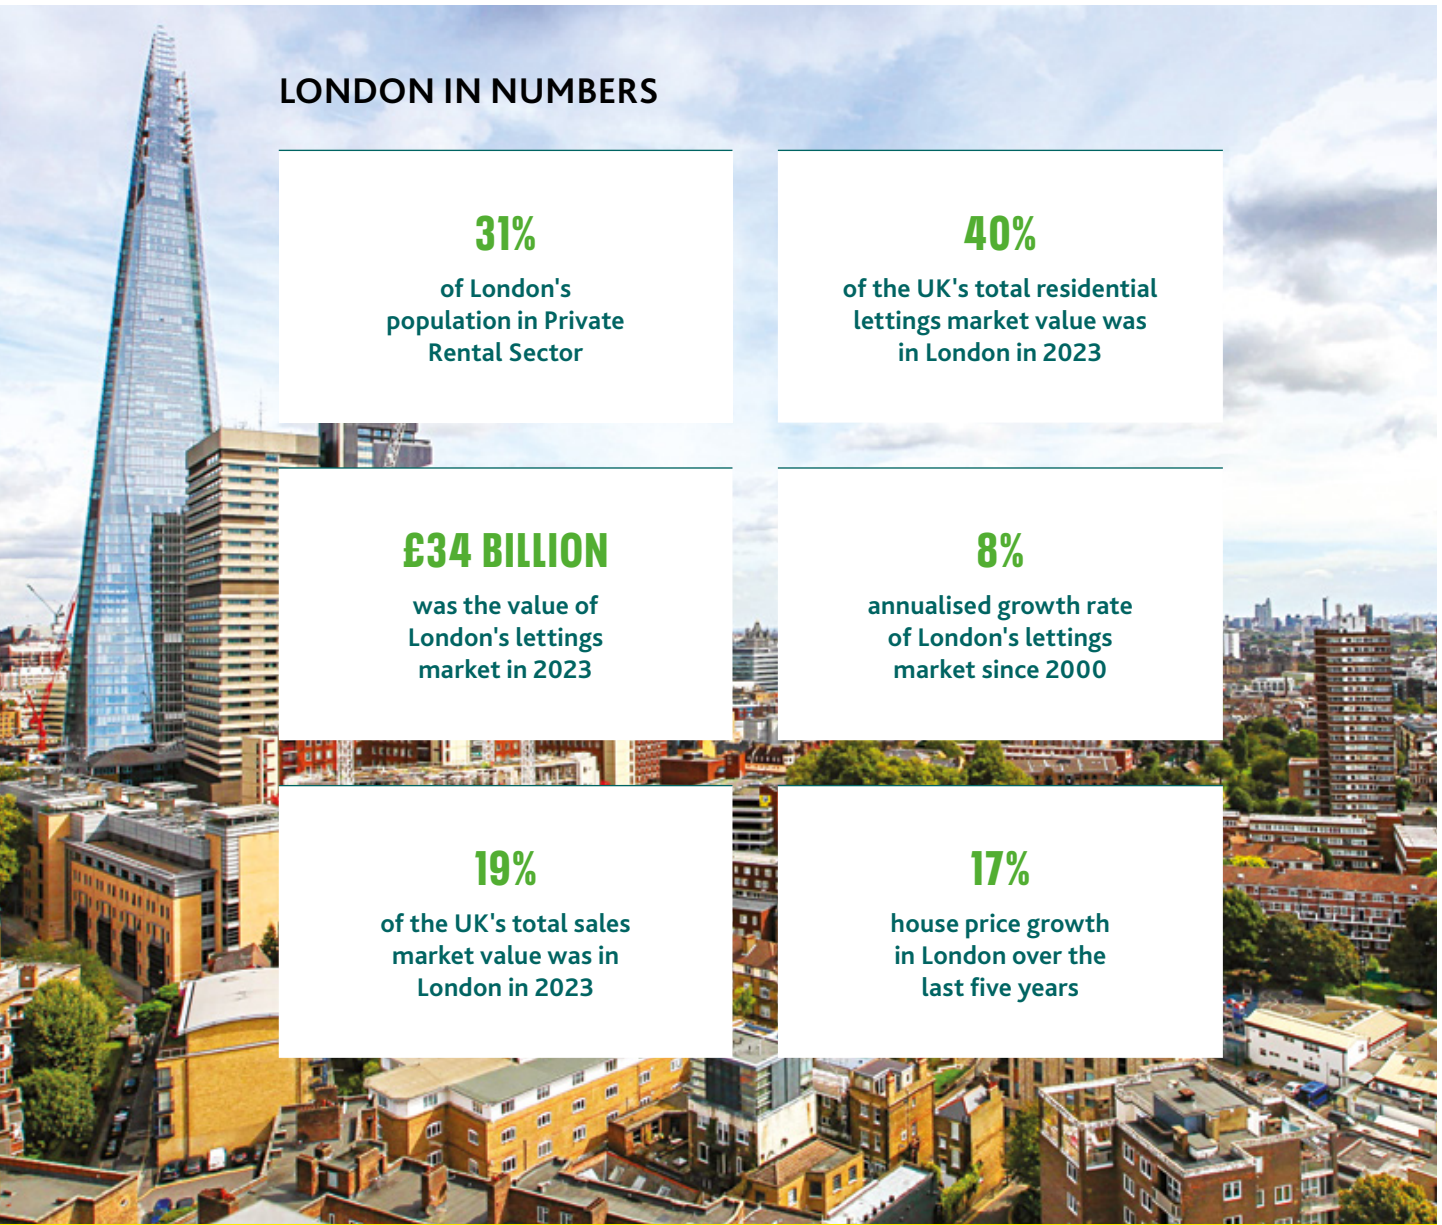 LONDON IN NUMBERS
31%
of London's
population in Private
Rental Sector
40%
of the UK's total residential
lettings market value was
in London in 2023
£34 BILLION
was the value of
London's lettings
market in 2023
8%
annualised growth rate
of London's lettings
market since 2000
19%
of the UK's total sales
market value was in
London in 2023
17%
house price growth
in London over the
last five years